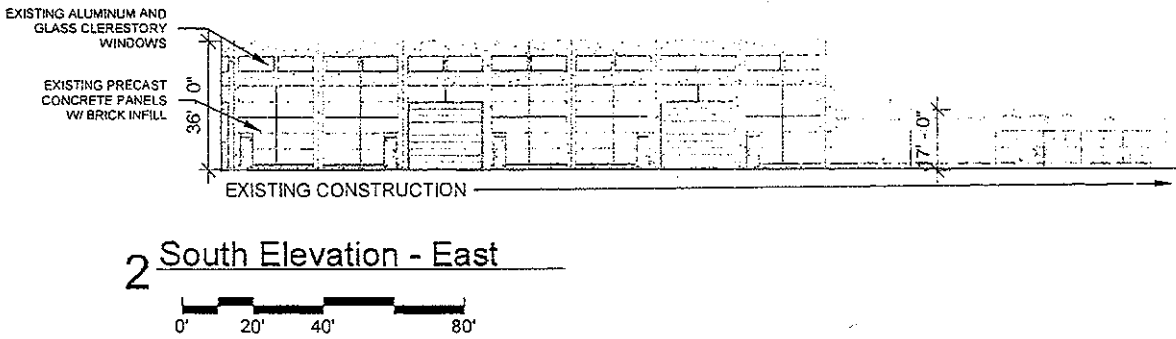 EXISTING ALUMINUM AND
GLASS CLERESTORY
WINDOWS
EXISTING PRECAST
CONCRETE PANELS
W/ BRICK INFILL
36' 0"
17' - 0"
EXISTING CONSTRUCTION
2 South Elevation - East
0' 20' 40' 80'